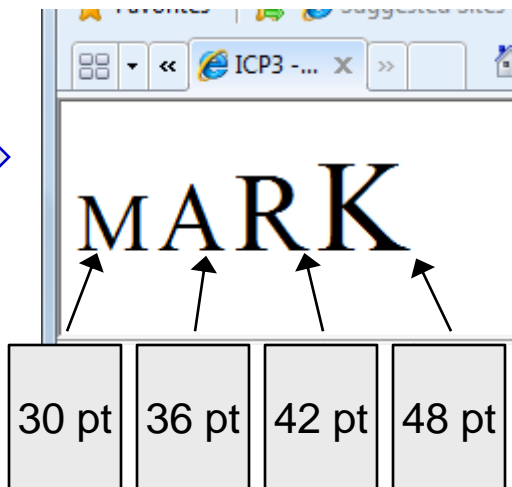 Favorites Suggested Sites
« ICP3 -... x »
MARK
30 pt 36 pt 42 pt 48 pt